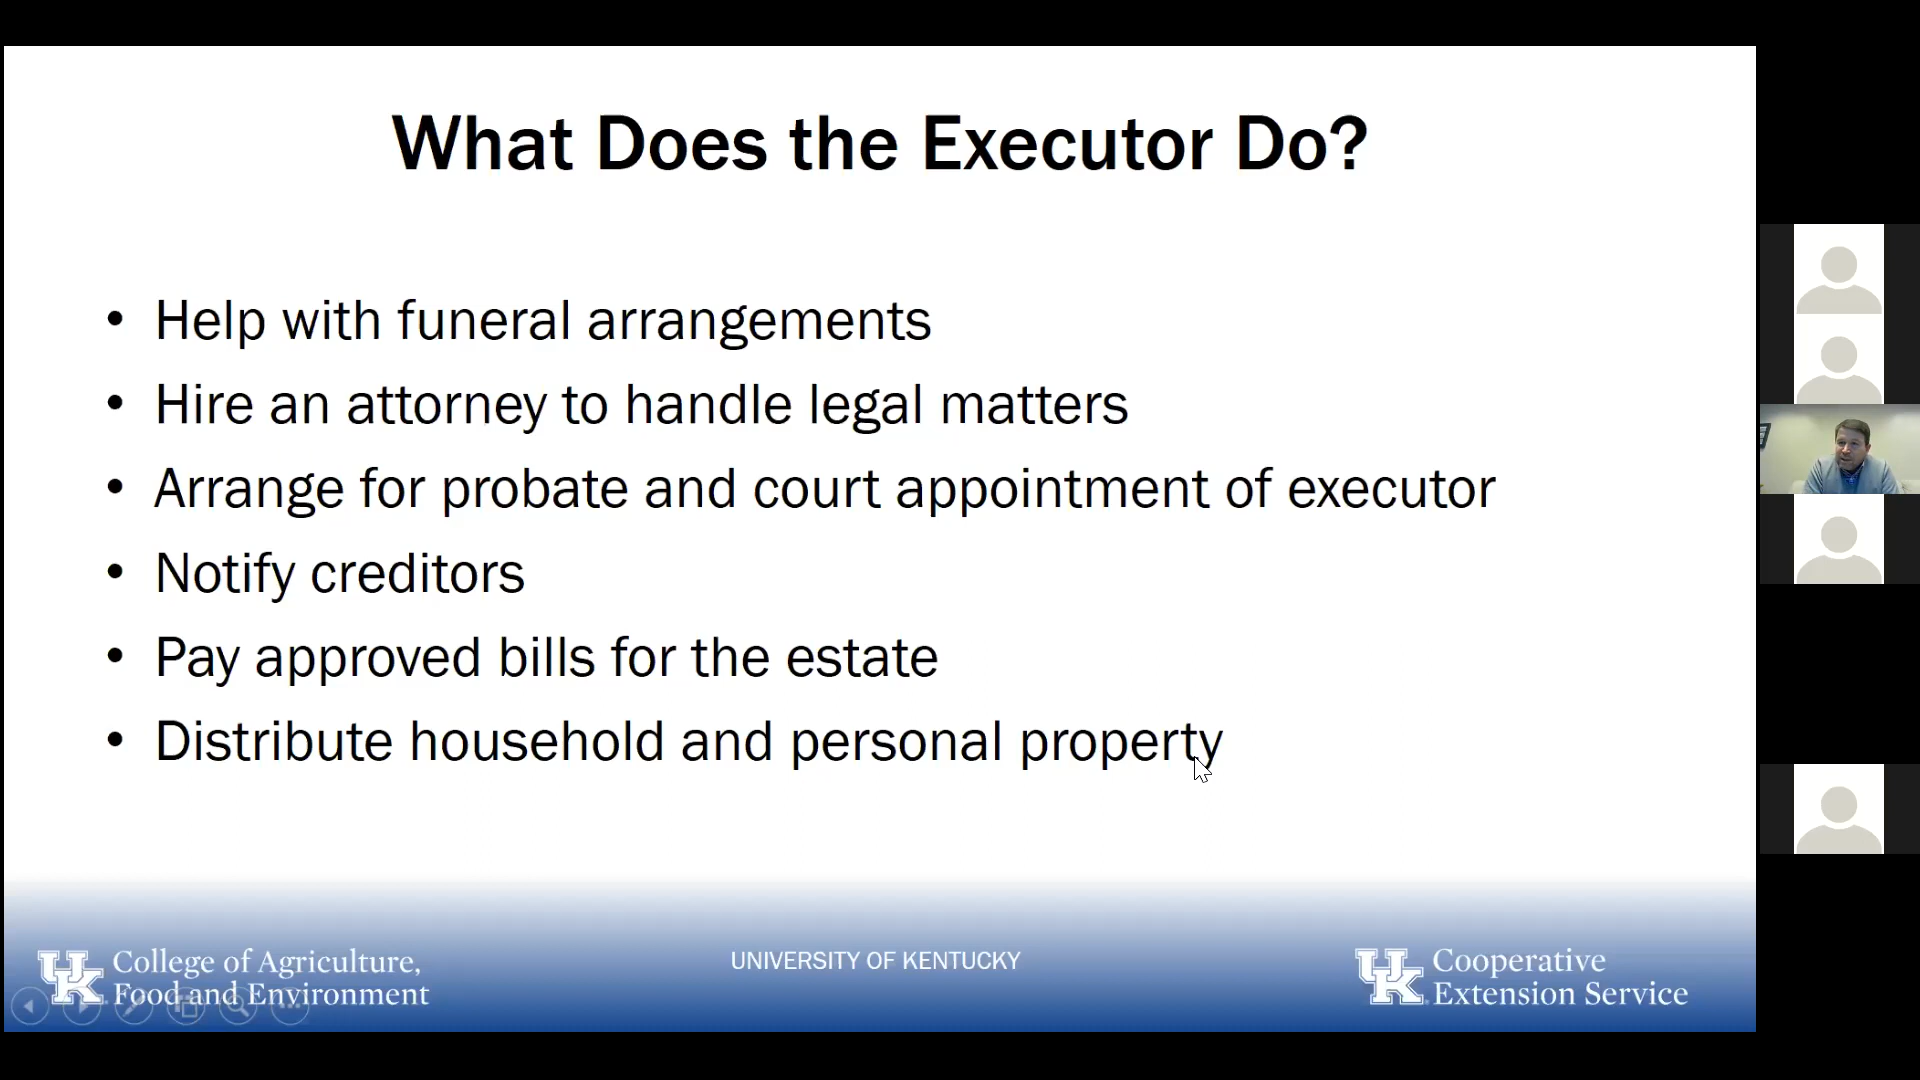 What Does the Executor Do?
• Help with funeral arrangements
• Hire an attorney to handle legal matters
• Arrange for probate and court appointment of executor
• Notify creditors
• Pay approved bills for the estate
• Distribute household and personal property
UK College of Agriculture,
Food and Environment
UNIVERSITY OF KENTUCKY
UK Cooperative
Extension Service